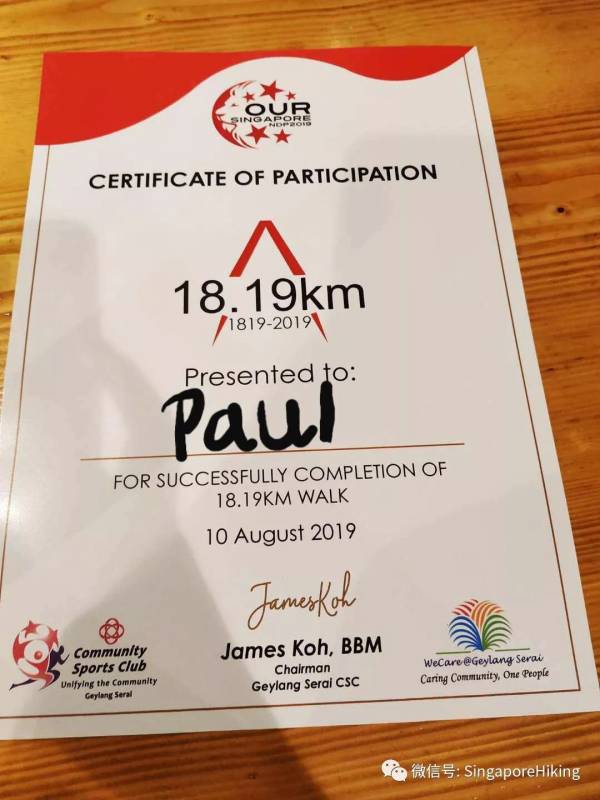 OUR
SINGAPORE
NDP2019
CERTIFICATE OF PARTICIPATION
18.19km
1819-2019
Presented to:
Paul
FOR SUCCESSFULLY COMPLETION OF
18.19KM WALK
10 August 2019
JamesKoh
James Koh, BBM
Chairman
Geylang Serai CSC
Community
Sports Club
Unifying the Community
Geylang Serai
WeCare@Geylang Serai
Caring Community, One People
微信号: SingaporeHiking